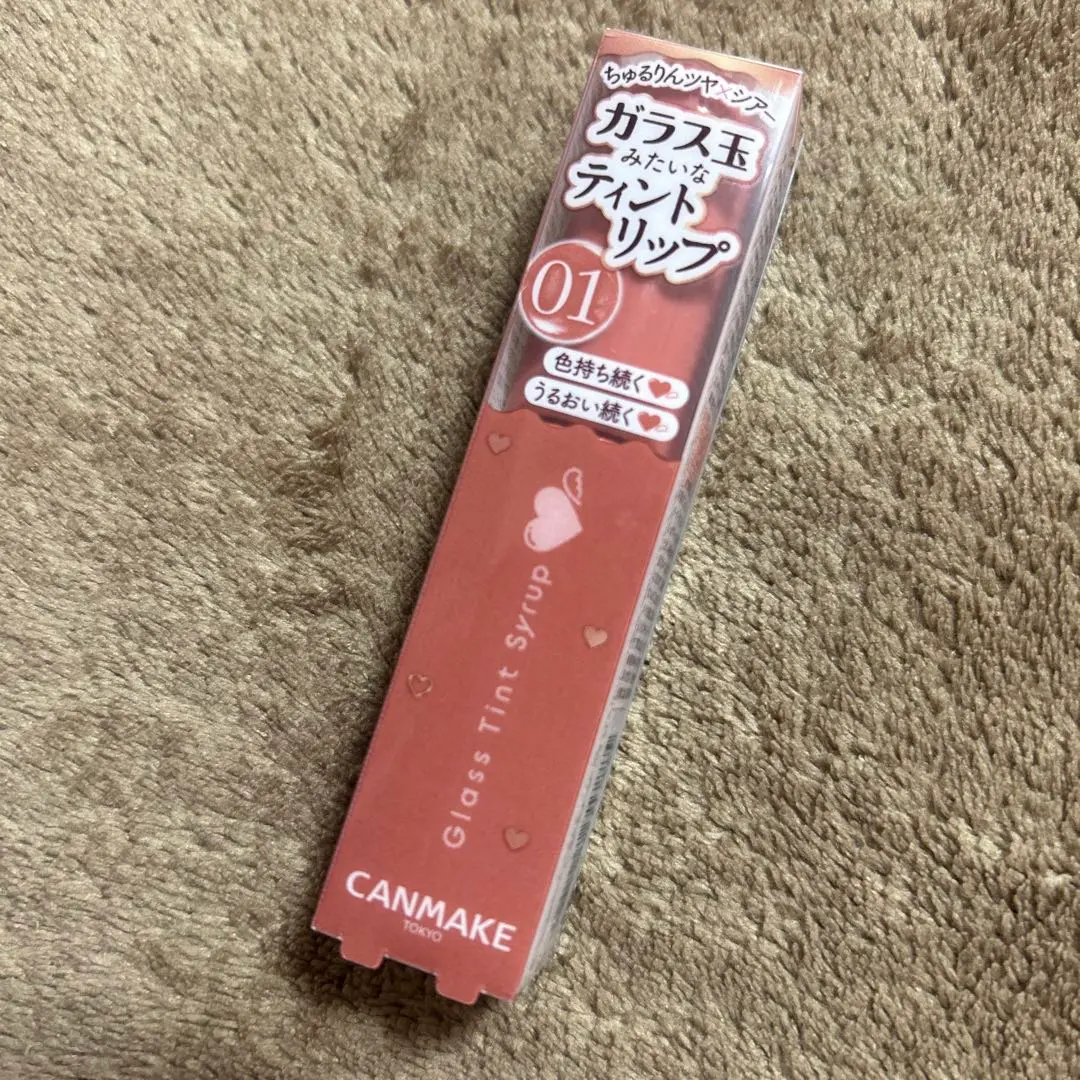 ちゅるりんツヤ×シアー
ガラス玉
みたいな
ティント
リップ
01
色持ち続く
うるおい続く
Glass Tint Syrup
CANMAKE
TOKYO